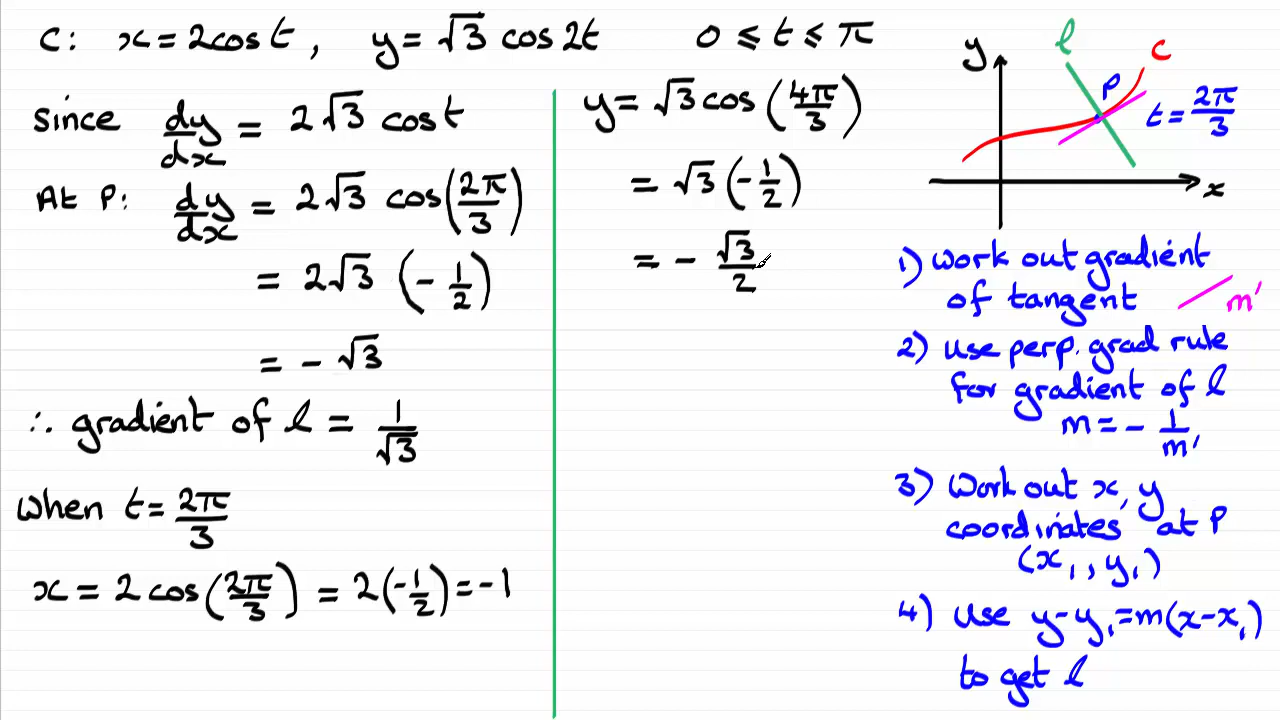 C: x = 2cos t, y = √3 cos 2t 0 ⩽ t ⩽ π
Since dy/dx = 2√3 cos t
At P: dy/dx = 2√3 cos(2π/3)
= 2√3 (-1/2)
= -√3
∴ gradient of l = 1/√3
When t = 2π/3
x = 2 cos(2π/3) = 2(-1/2) = -1
y = √3 cos(4π/3)
= √3(-1/2)
= - √3/2
y
l
C
P
t = 2π/3
x
1) Work out gradient
of tangent m'
2) Use perp. grad rule
for gradient of l
m = - 1/m'
3) Work out x, y
coordinates at P
(x₁, y₁)
4) Use y-y₁=m(x-x₁)
to get l